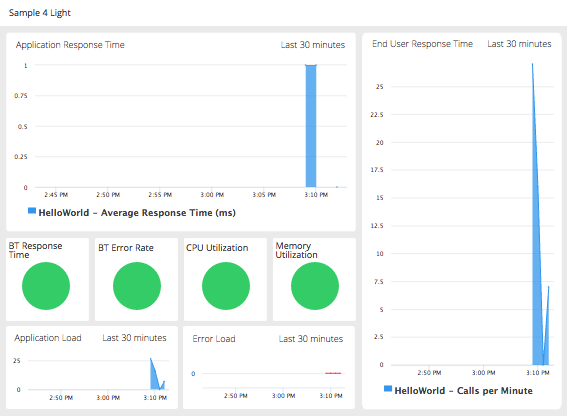 Sample 4 Light
Application Response Time Last 30 minutes
1
0.75
0.5
0.25
0
2:45 PM 2:50 PM 2:55 PM 3:00 PM 3:05 PM 3:10 PM
HelloWorld – Average Response Time (ms)
End User Response Time Last 30 minutes
25
22.5
20
17.5
15
12.5
10
7.5
5
2.5
0
2:50 PM 3:00 PM 3:10 PM
HelloWorld – Calls per Minute
BT Response
Time
BT Error Rate
CPU Utilization
Memory
Utilization
Application Load Last 30 minutes
25
0
2:50 PM 3:00 PM 3:10 PM
Error Load Last 30 minutes
0
2:50 PM 3:00 PM 3:10 PM